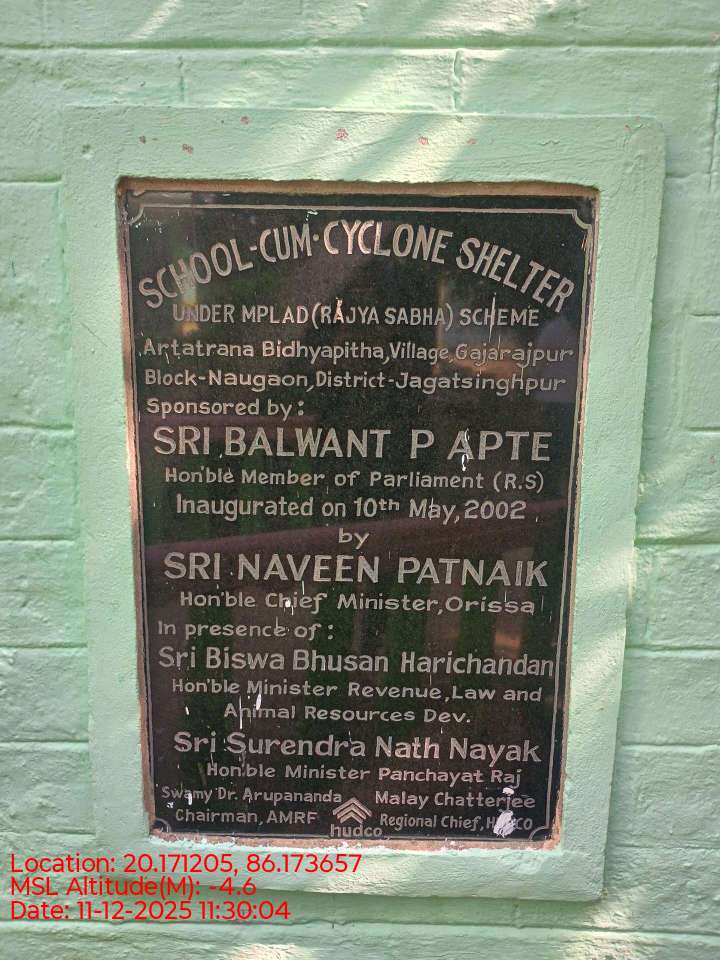 SCHOOL-CUM-CYCLONE SHELTER
UNDER MPLAD (RAJYA SABHA) SCHEME
Artatrana Bidhyapitha, Village, Gajarajpur
Block-Naugaon, District-Jagatsinghpur
Sponsored by:
SRI BALWANT P APTE
Hon'ble Member of Parliament (R.S)
Inaugurated on 10th May, 2002
by
SRI NAVEEN PATNAIK
Hon'ble Chief Minister, Orissa
In presence of:
Sri Biswa Bhusan Harichandan
Hon'ble Minister Revenue, Law and
Animal Resources Dev.
Sri Surendra Nath Nayak
Hon'ble Minister Panchayat Raj
Swamy Dr. Arupananda Malay Chatterjee
Chairman, AMRF hudco Regional Chief,
Location: 20.171205, 86.173657
MSL Altitude(M): -4.6
Date: 11-12-2025 11:30:04